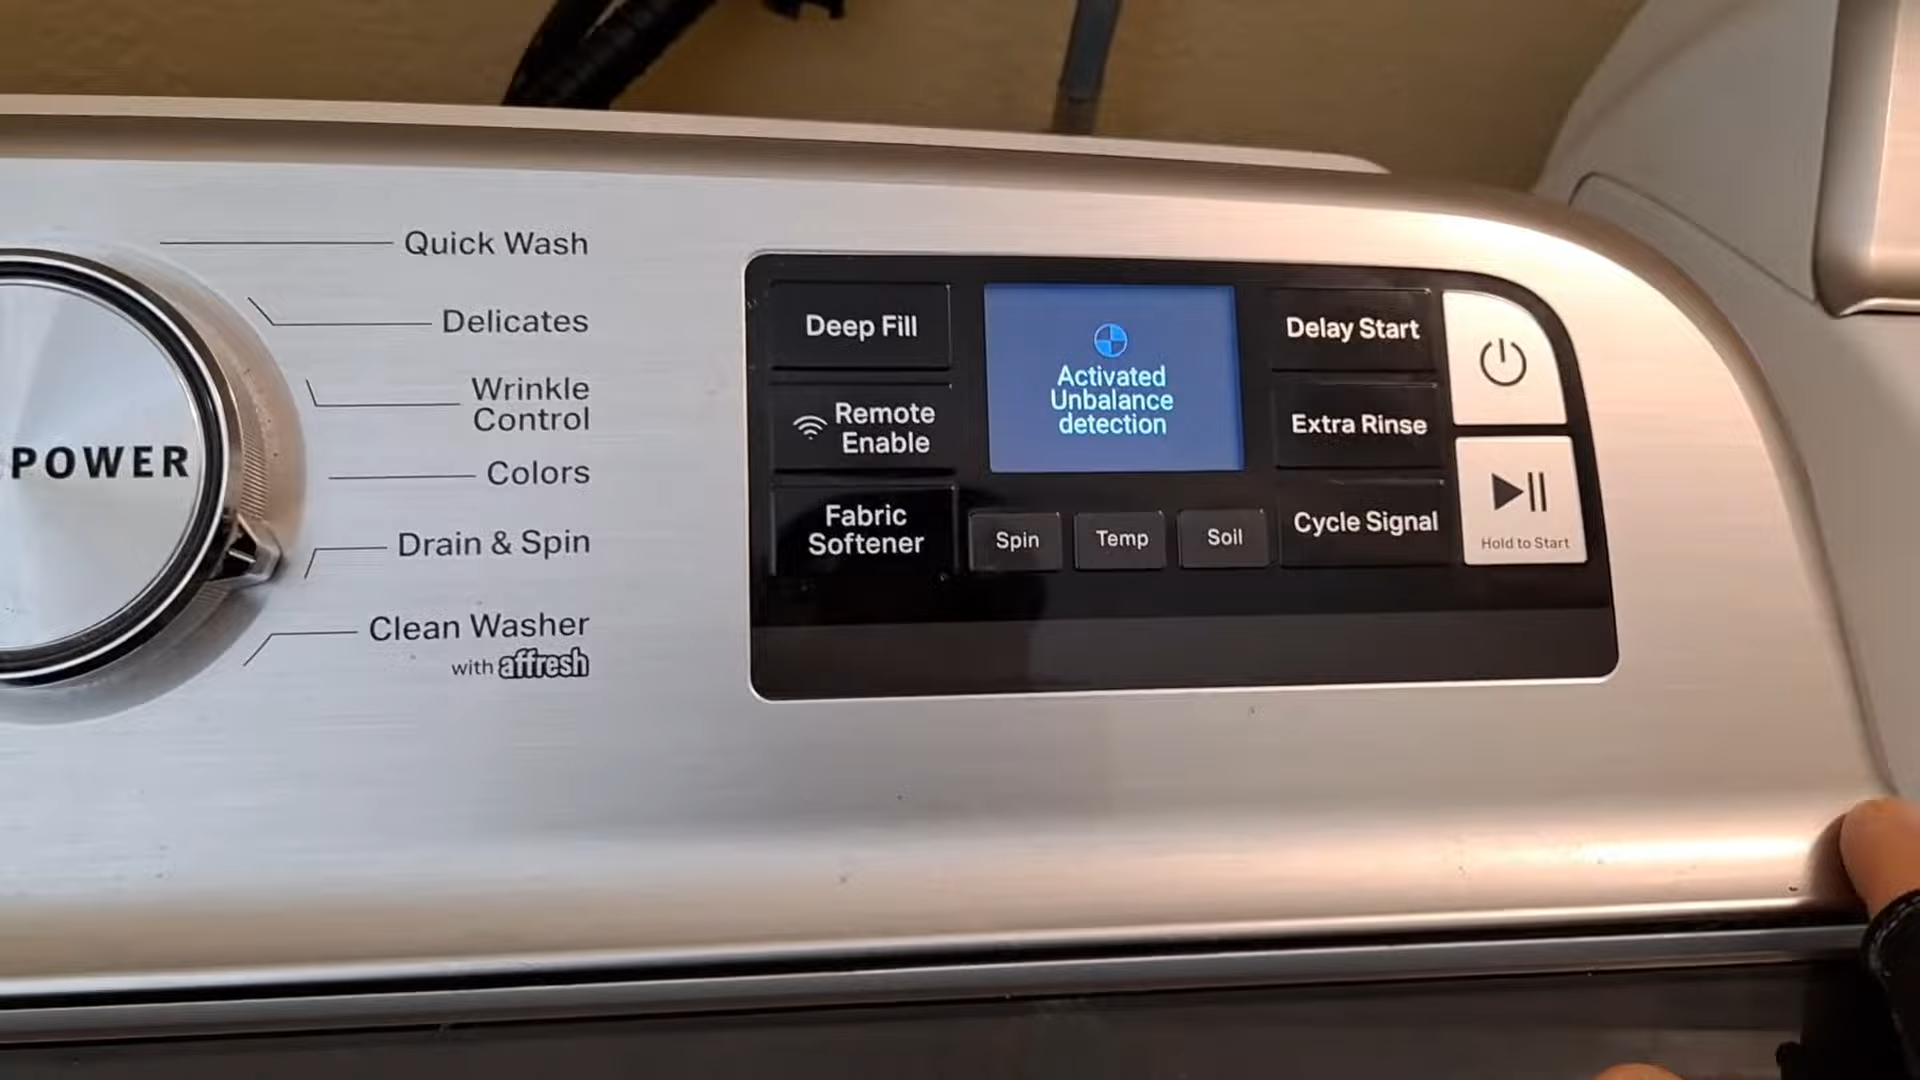 POWER
Quick Wash
Delicates
Wrinkle
Control
Colors
Drain & Spin
Clean Washer
with affresh
Deep Fill
Remote
Enable
Fabric
Softener
Activated
Unbalance
detection
Spin
Temp
Soil
Delay Start
Extra Rinse
Cycle Signal
Hold to Start